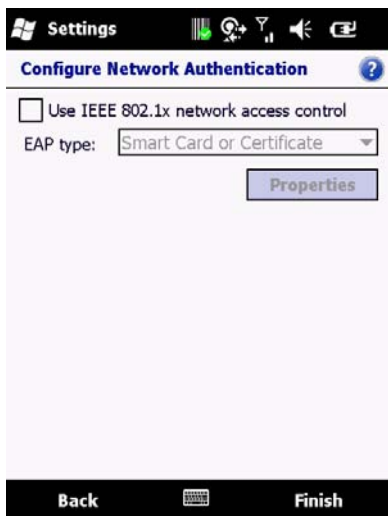 Settings
Configure Network Authentication ?
Use IEEE 802.1x network access control
EAP type: Smart Card or Certificate
Properties
Back Finish